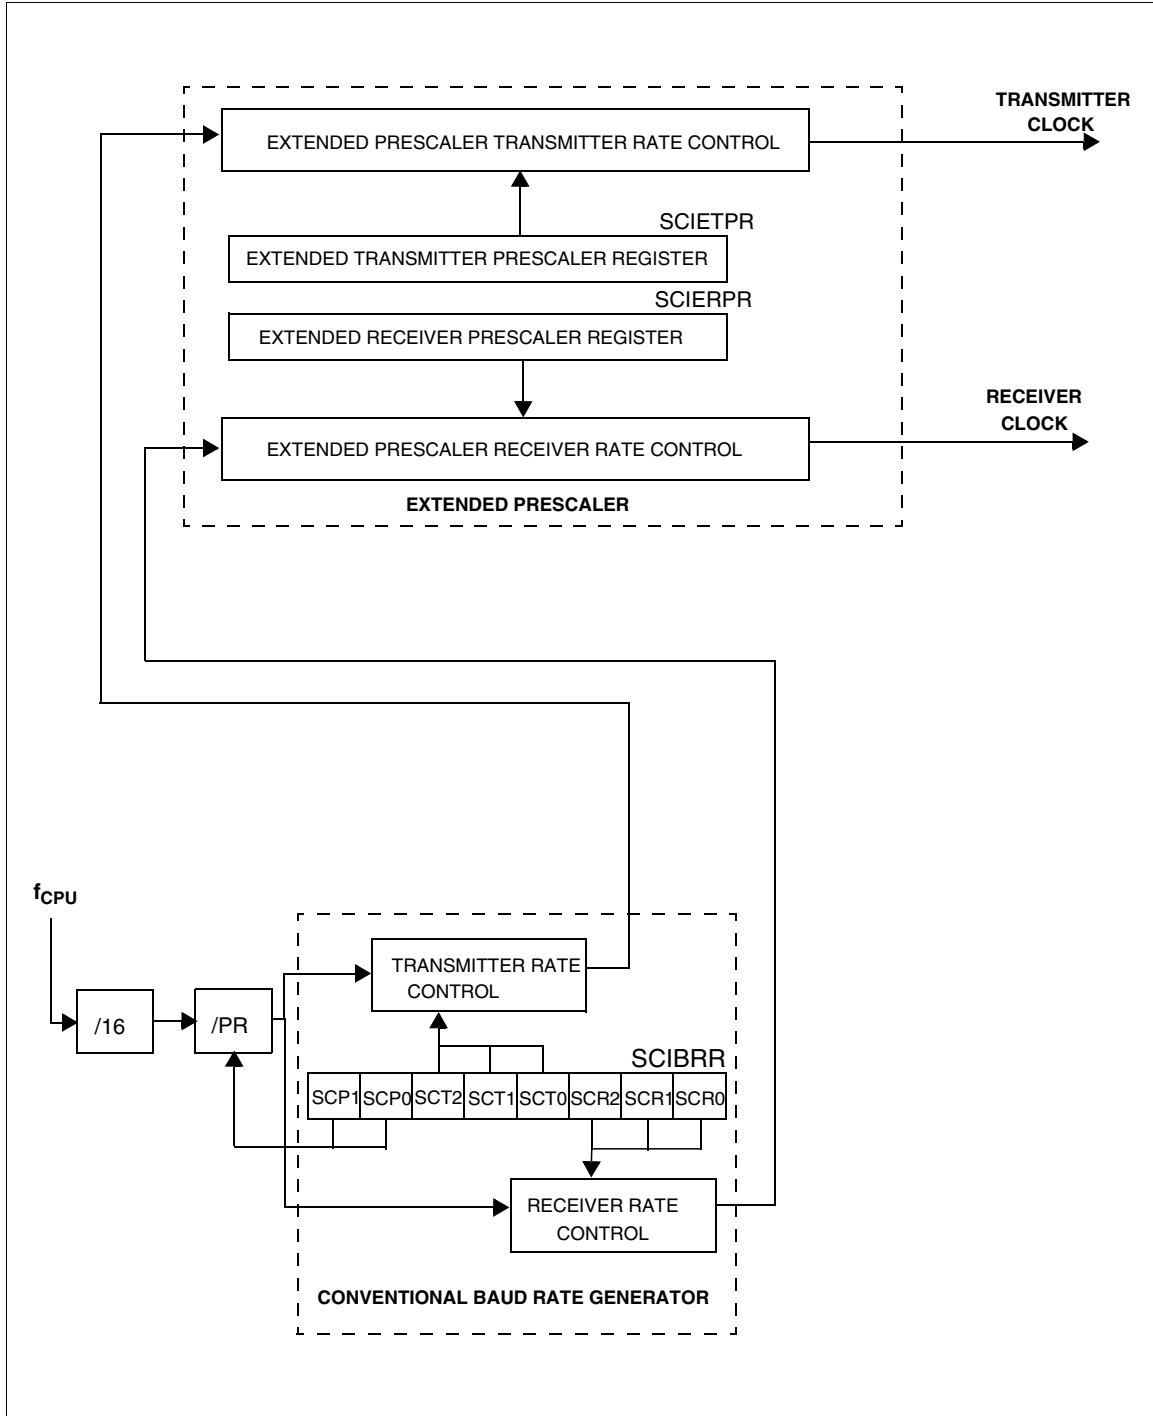 TRANSMITTER
CLOCK
EXTENDED PRESCALER TRANSMITTER RATE CONTROL
SCIETPR
EXTENDED TRANSMITTER PRESCALER REGISTER
SCIERPR
EXTENDED RECEIVER PRESCALER REGISTER
RECEIVER
CLOCK
EXTENDED PRESCALER RECEIVER RATE CONTROL
EXTENDED PRESCALER
fCPU
TRANSMITTER RATE
CONTROL
/16
/PR
SCIBRR
SCP1 SCP0 SCT2 SCT1 SCT0 SCR2 SCR1 SCR0
RECEIVER RATE
CONTROL
CONVENTIONAL BAUD RATE GENERATOR